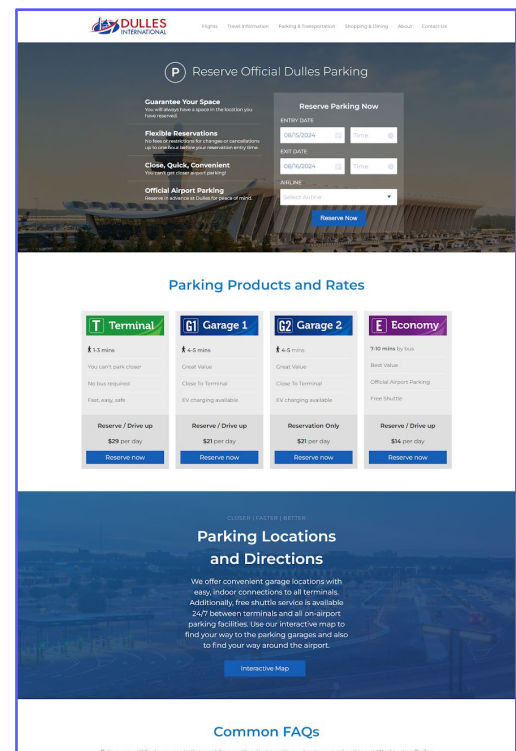 DULLES
INTERNATIONAL
Flights Travel Information Parking & Transportation Shopping & Dining About Contact Us
P Reserve Official Dulles Parking
Guarantee Your Space
You will always have a space in the location you
have reserved.
Flexible Reservations
No fees or restrictions for changes or cancellations
up to one hour before your reservation entry time.
Close, Quick, Convenient
You can't get closer airport parking!
Official Airport Parking
Reserve in advance at Dulles for peace of mind.
Reserve Parking Now
ENTRY DATE
08/15/2024 Time
EXIT DATE
08/16/2024 Time
AIRLINE
Select Airline
Reserve Now
Parking Products and Rates
T Terminal
1-3 mins
You can't park closer
No bus required
Fast, easy, safe
Reserve / Drive up
$29 per day
Reserve now
G1 Garage 1
4-5 mins
Great Value
Close To Terminal
EV charging available
Reserve / Drive up
$21 per day
Reserve now
G2 Garage 2
4-5 mins
Great Value
Close To Terminal
EV charging available
Reservation Only
$21 per day
Reserve now
E Economy
7-10 mins by bus
Best Value
Official Airport Parking
Free Shuttle
Reserve / Drive up
$14 per day
Reserve now
CLOSER | FASTER | BETTER
Parking Locations
and Directions
We offer convenient garage locations with
easy, indoor connections to all terminals.
Additionally, free shuttle service is available
24/7 between terminals and all on-airport
parking facilities. Use our interactive map to
find your way to the parking garages and also
to find your way around the airport.
Interactive Map
Common FAQs